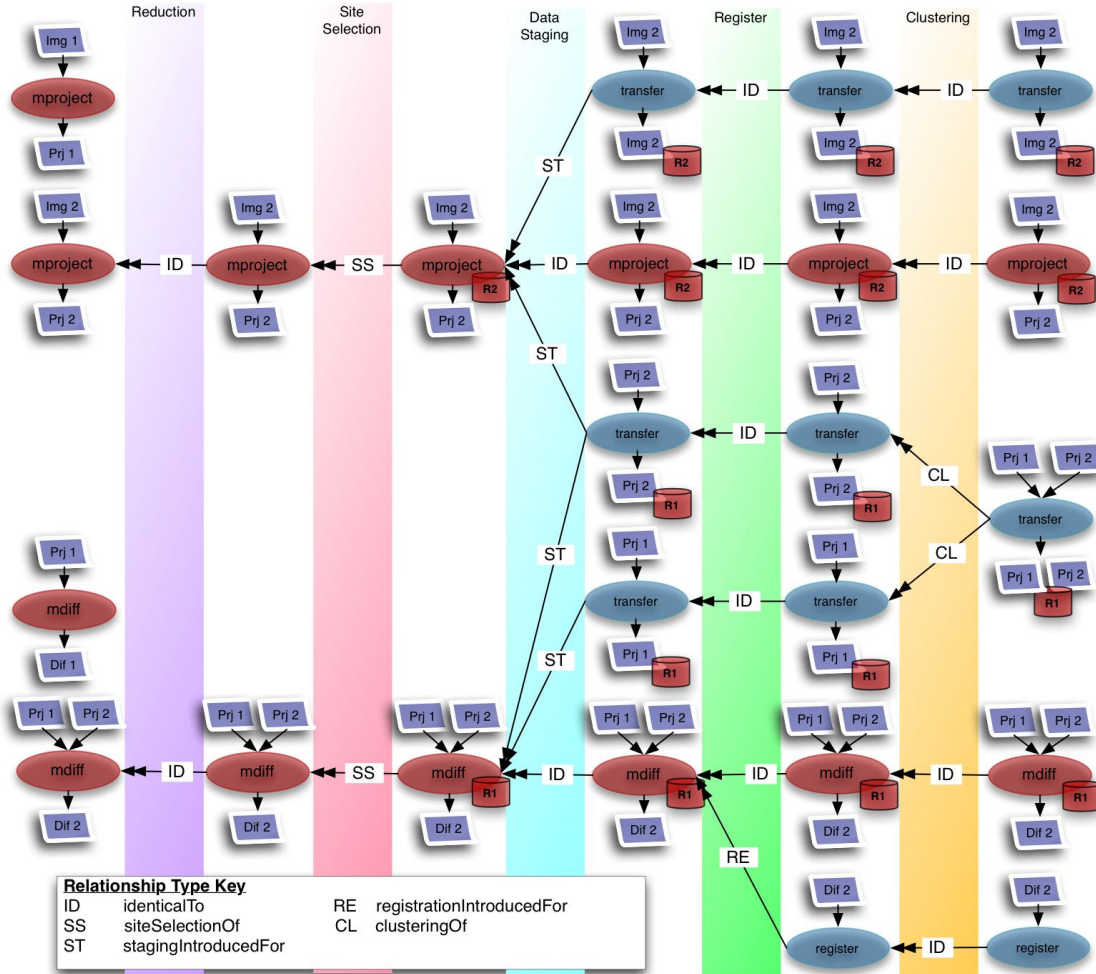 Reduction
Site
Selection
Data
Staging
Register
Clustering
Img 1
Img 2
Img 2
Img 2
mproject
transfer
ID
transfer
ID
transfer
Prj 1
Img 2
R2
Img 2
R2
Img 2
R2
ST
Img 2
Img 2
Img 2
Img 2
Img 2
Img 2
mproject
ID
mproject
SS
mproject
R2
ID
mproject
R2
ID
mproject
R2
ID
mproject
R2
Prj 2
Prj 2
Prj 2
Prj 2
Prj 2
Prj 2
ST
Prj 2
Prj 2
transfer
ID
transfer
Prj 1
Prj 2
CL
Prj 2
R1
Prj 2
R1
transfer
Prj 1
ST
Prj 1
Prj 1
CL
Prj 1
Prj 2
R1
mdiff
transfer
ID
transfer
Dif 1
ST
Prj 1
R1
Prj 1
R1
Prj 1
Prj 2
Prj 1
Prj 2
Prj 1
Prj 2
Prj 1
Prj 2
Prj 1
Prj 2
Prj 1
Prj 2
mdiff
ID
mdiff
SS
mdiff
R1
ID
mdiff
R1
ID
mdiff
R1
ID
mdiff
R1
Dif 2
Dif 2
Dif 2
Dif 2
Dif 2
Dif 2
RE
Dif 2
Dif 2
register
ID
register
Relationship Type Key
ID identicalTo
SS siteSelectionOf
ST stagingIntroducedFor
RE registrationIntroducedFor
CL clusteringOf